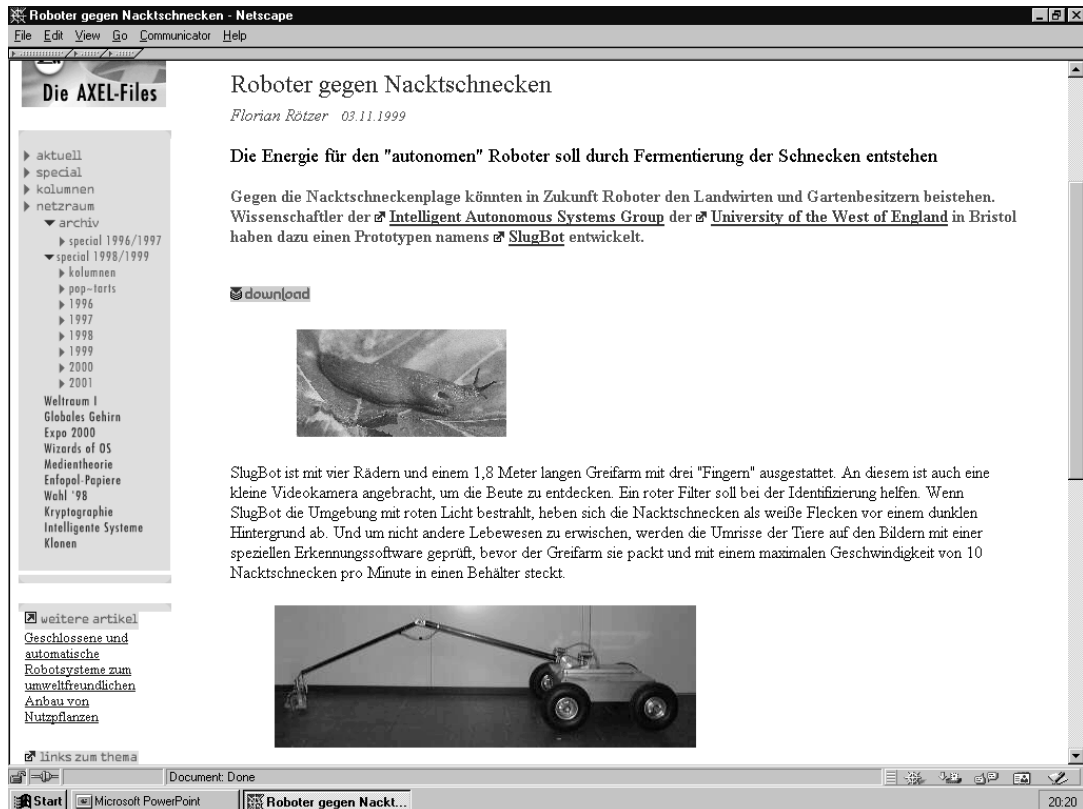 Roboter gegen Nacktschnecken - Netscape
File Edit View Go Communicator Help
Die AXEL-Files
aktuell
special
kolumnen
netzraum
archiv
special 1996/1997
special 1998/1999
kolumnen
pop-tarts
1996
1997
1998
1999
2000
2001
Weltraum I
Globales Gehirn
Expo 2000
Wizards of OS
Medientheorie
Enfopol-Papiere
Wahl '98
Kryptographie
Intelligente Systeme
Klonen
weitere artikel
Geschlossene und
automatische
Robotsysteme zum
umweltfreundlichen
Anbau von
Nutzpflanzen
links zum thema
Roboter gegen Nacktschnecken
Florian Rötzer 03.11.1999
Die Energie für den "autonomen" Roboter soll durch Fermentierung der Schnecken entstehen
Gegen die Nacktschneckenplage könnten in Zukunft Roboter den Landwirten und Gartenbesitzern beistehen.
Wissenschaftler der Intelligent Autonomous Systems Group der University of the West of England in Bristol
haben dazu einen Prototypen namens SlugBot entwickelt.
download
SlugBot ist mit vier Rädern und einem 1,8 Meter langen Greifarm mit drei "Fingern" ausgestattet. An diesem ist auch eine
kleine Videokamera angebracht, um die Beute zu entdecken. Ein roter Filter soll bei der Identifizierung helfen. Wenn
SlugBot die Umgebung mit roten Licht bestrahlt, heben sich die Nacktschnecken als weiße Flecken vor einem dunklen
Hintergrund ab. Und um nicht andere Lebewesen zu erwischen, werden die Umrisse der Tiere auf den Bildern mit einer
speziellen Erkennungssoftware geprüft, bevor der Greifarm sie packt und mit einem maximalen Geschwindigkeit von 10
Nacktschnecken pro Minute in einen Behälter steckt.
Document: Done
Start Microsoft PowerPoint Roboter gegen Nackt... 20:20